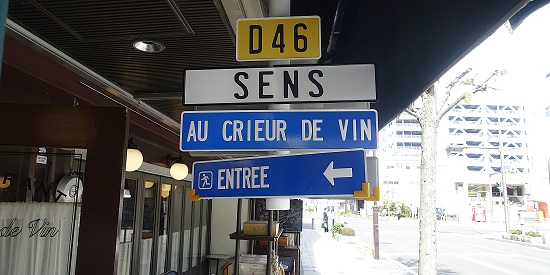 D46
SENS
AU CRIEUR DE VIN
ENTREE
de Vin